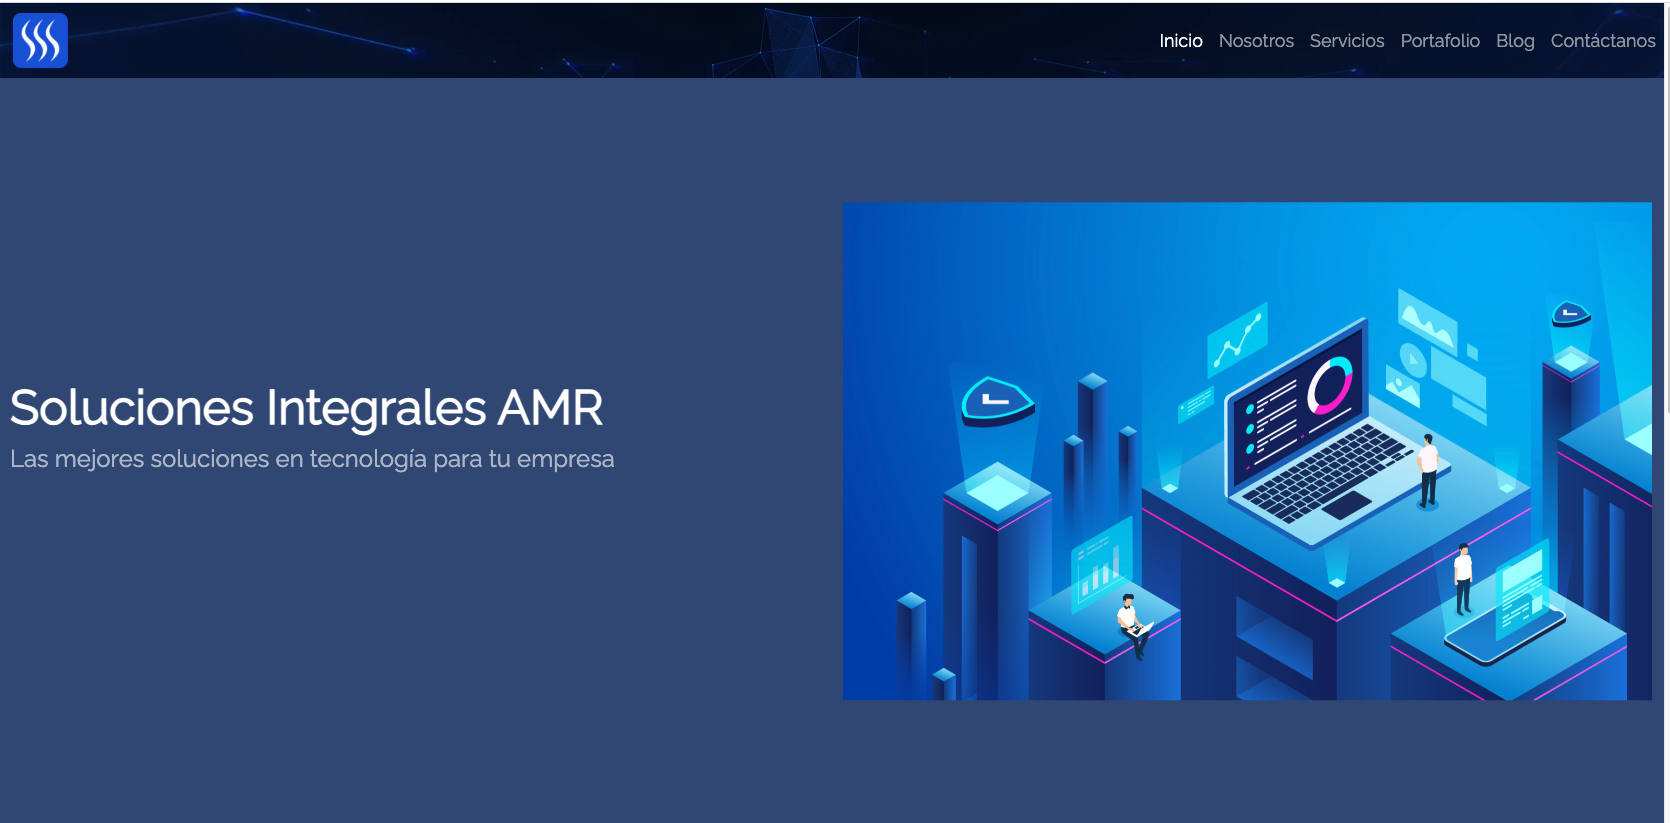 Inicio Nosotros Servicios Portafolio Blog Contáctanos
Soluciones Integrales AMR
Las mejores soluciones en tecnología para tu empresa